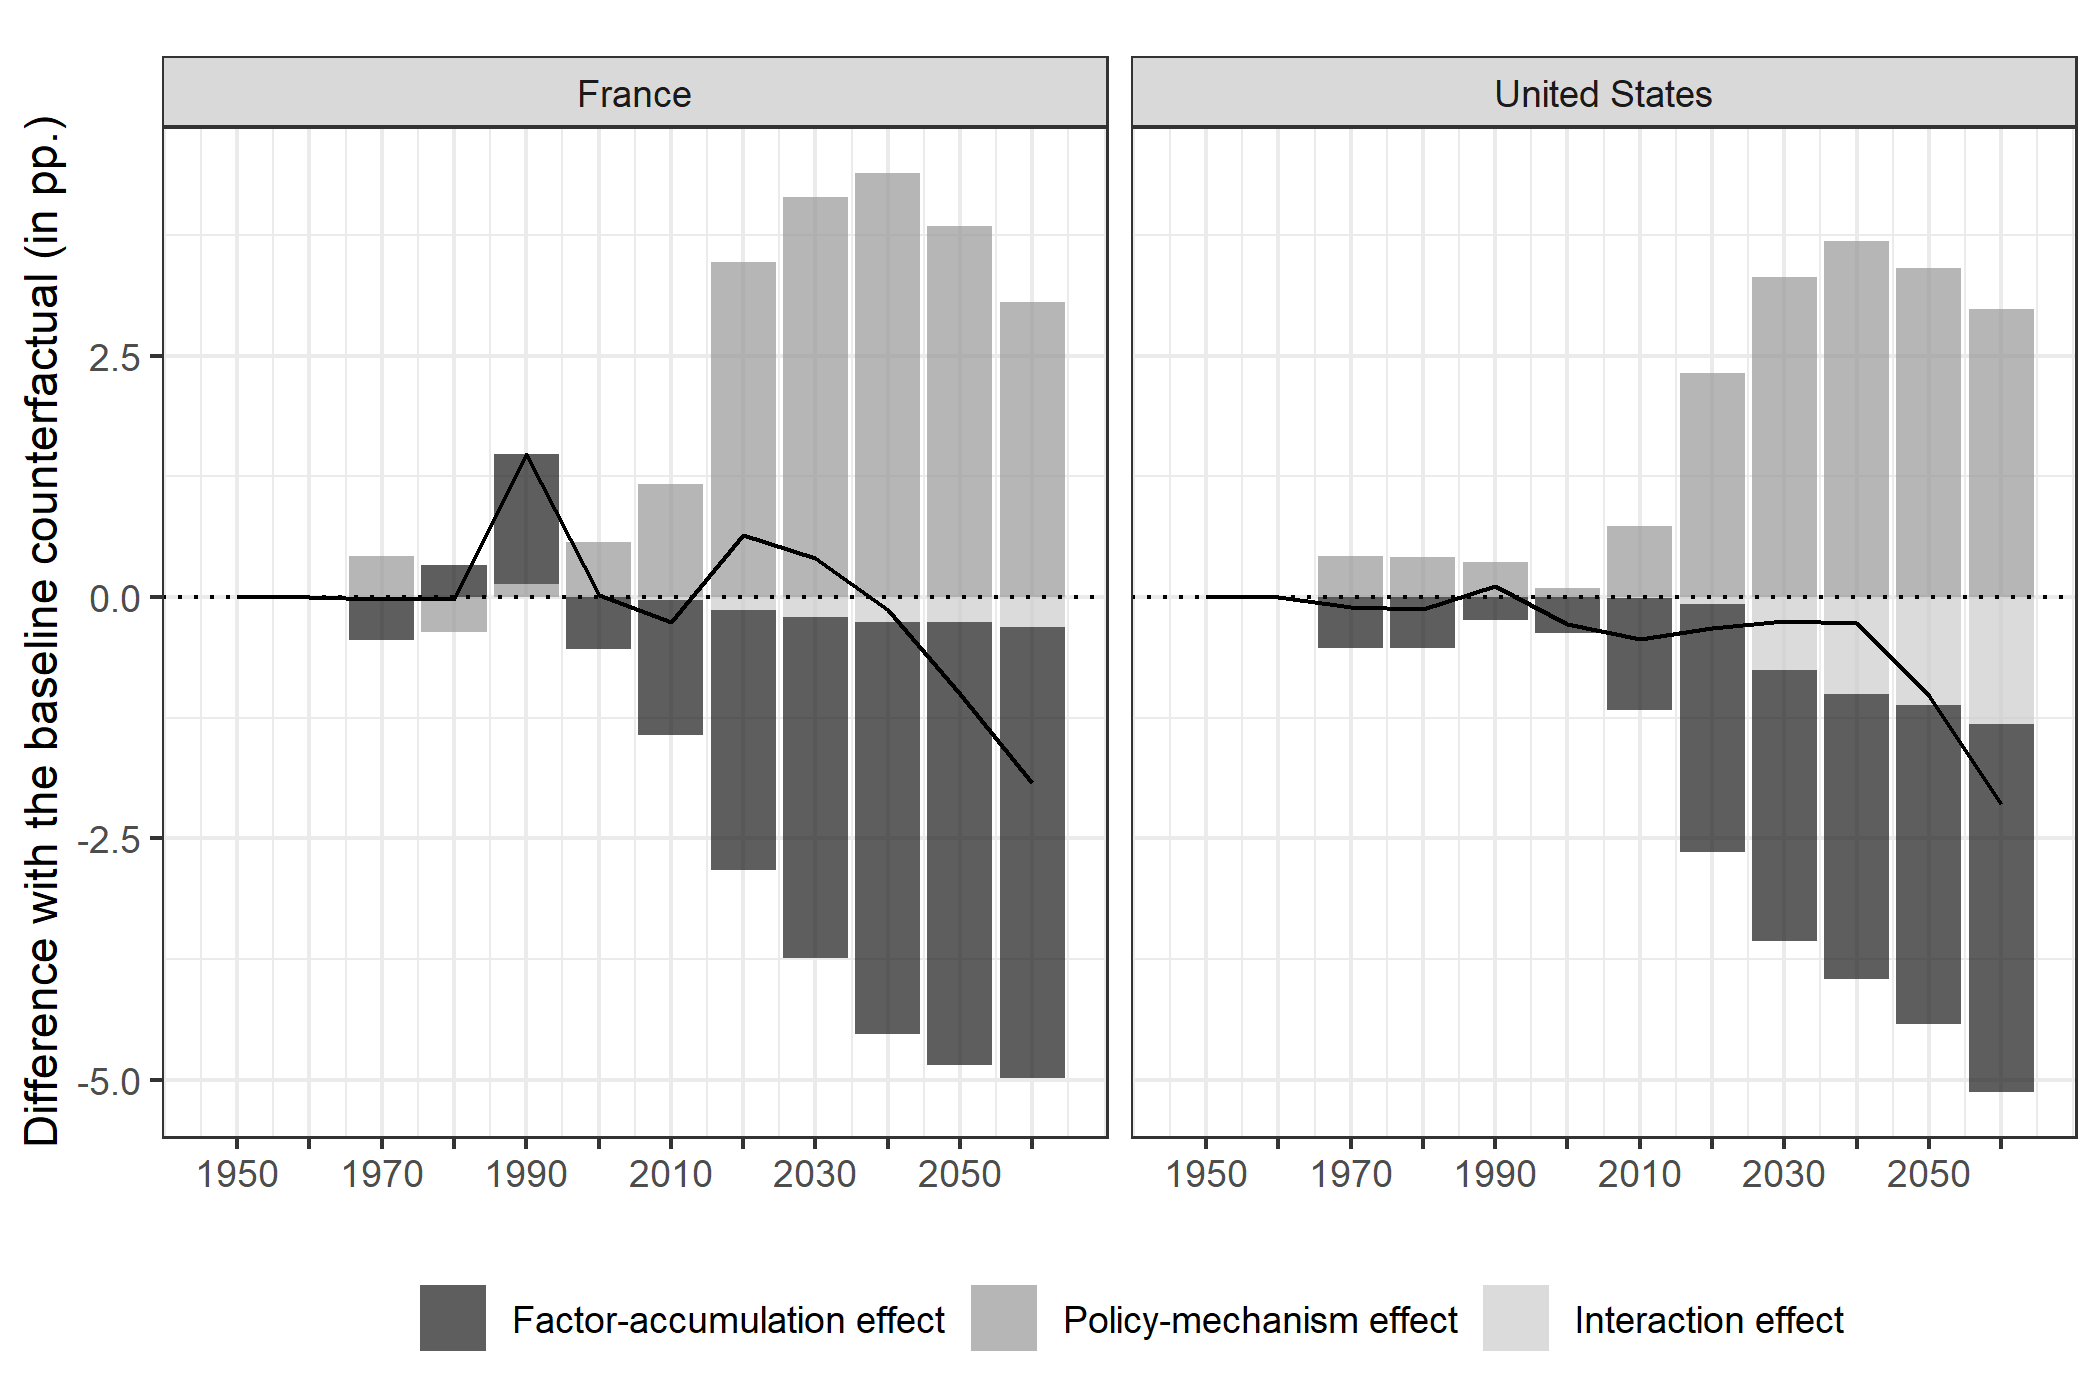 France
United States
Difference with the baseline counterfactual (in pp.)
2.5
0.0
-2.5
-5.0
1950 1970 1990 2010 2030 2050
1950 1970 1990 2010 2030 2050
Factor-accumulation effect
Policy-mechanism effect
Interaction effect